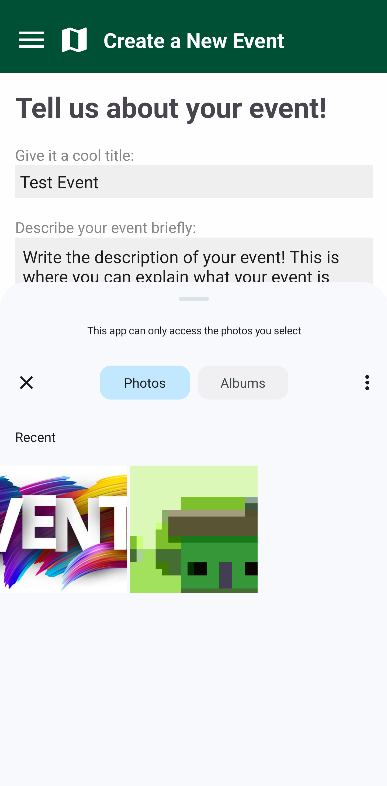 Create a New Event
Tell us about your event!
Give it a cool title:
Test Event
Describe your event briefly:
Write the description of your event! This is
where you can explain what your event is
This app can only access the photos you select
Photos
Albums
Recent
VENT